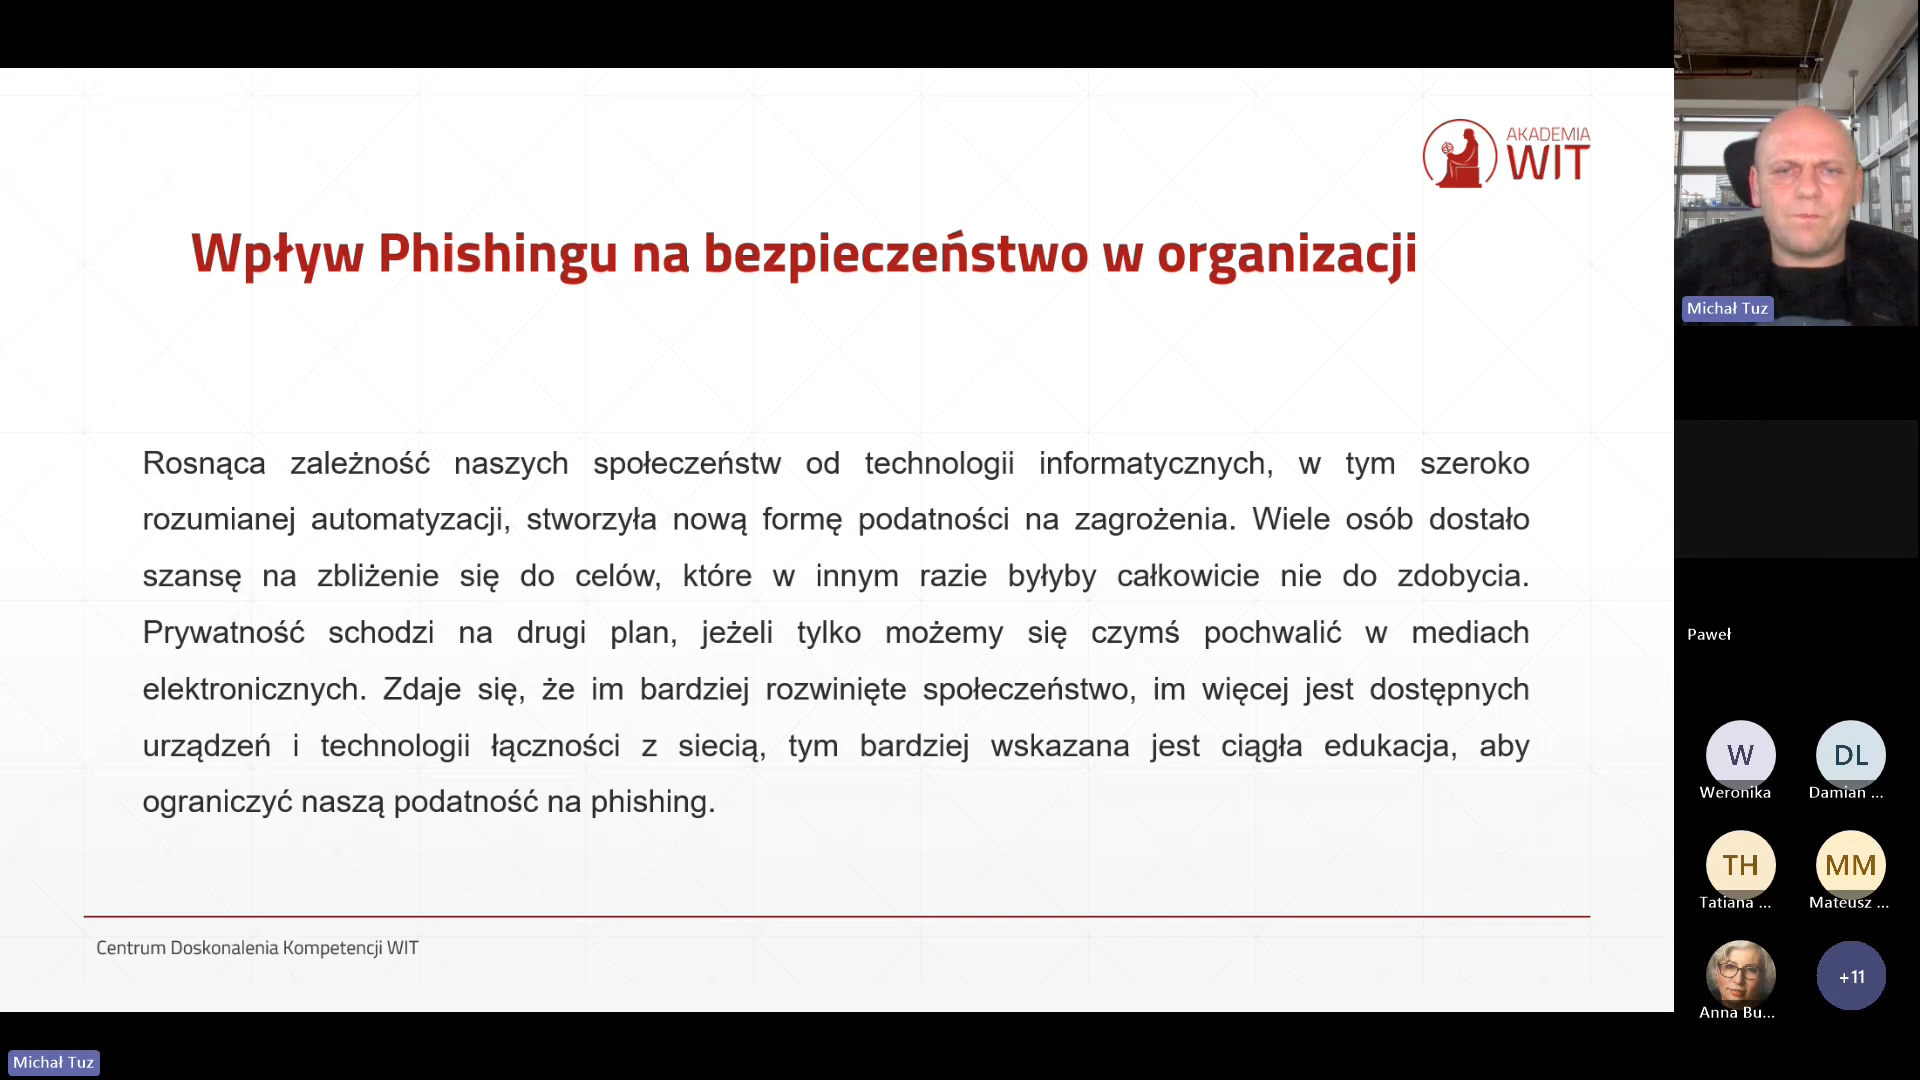 AKADEMIA
WIT
Wpływ Phishingu na bezpieczeństwo w organizacji
Rosnąca zależność naszych społeczeństw od technologii informatycznych, w tym szeroko
rozumianej automatyzacji, stworzyła nową formę podatności na zagrożenia. Wiele osób dostało
szansę na zbliżenie się do celów, które w innym razie byłyby całkowicie nie do zdobycia.
Prywatność schodzi na drugi plan, jeżeli tylko możemy się czymś pochwalić w mediach
elektronicznych. Zdaje się, że im bardziej rozwinięte społeczeństwo, im więcej jest dostępnych
urządzeń i technologii łączności z siecią, tym bardziej wskazana jest ciągła edukacja, aby
ograniczyć naszą podatność na phishing.
Centrum Doskonalenia Kompetencji WIT
Michał Tuz
Michał Tuz
Paweł
W
Weronika
DL
Damian ...
TH
Tatiana ...
MM
Mateusz ...
Anna Bu...
+11